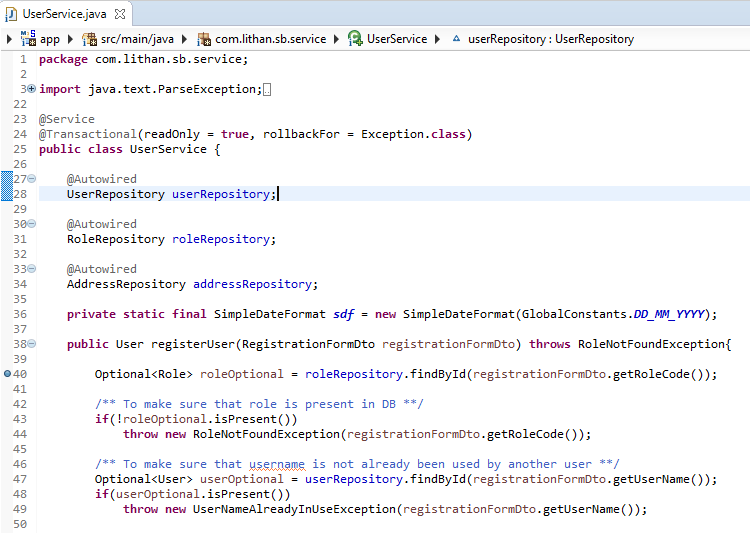 UserService.java
app src/main/java com.lithan.sb.service UserService userRepository : UserRepository
1 package com.lithan.sb.service;
2
3 import java.text.ParseException;
22
23 @Service
24 @Transactional(readOnly = true, rollbackFor = Exception.class)
25 public class UserService {
26
27 @Autowired
28 UserRepository userRepository;
29
30 @Autowired
31 RoleRepository roleRepository;
32
33 @Autowired
34 AddressRepository addressRepository;
35
36 private static final SimpleDateFormat sdf = new SimpleDateFormat(GlobalConstants.DD_MM_YYYY);
37
38 public User registerUser(RegistrationFormDto registrationFormDto) throws RoleNotFoundException{
39
40 Optional<Role> roleOptional = roleRepository.findById(registrationFormDto.getRoleCode());
41
42 /** To make sure that role is present in DB **/
43 if(!roleOptional.isPresent())
44 throw new RoleNotFoundException(registrationFormDto.getRoleCode());
45
46 /** To make sure that username is not already been used by another user **/
47 Optional<User> userOptional = userRepository.findById(registrationFormDto.getUserName());
48 if(userOptional.isPresent())
49 throw new UserNameAlreadyInUseException(registrationFormDto.getUserName());
50